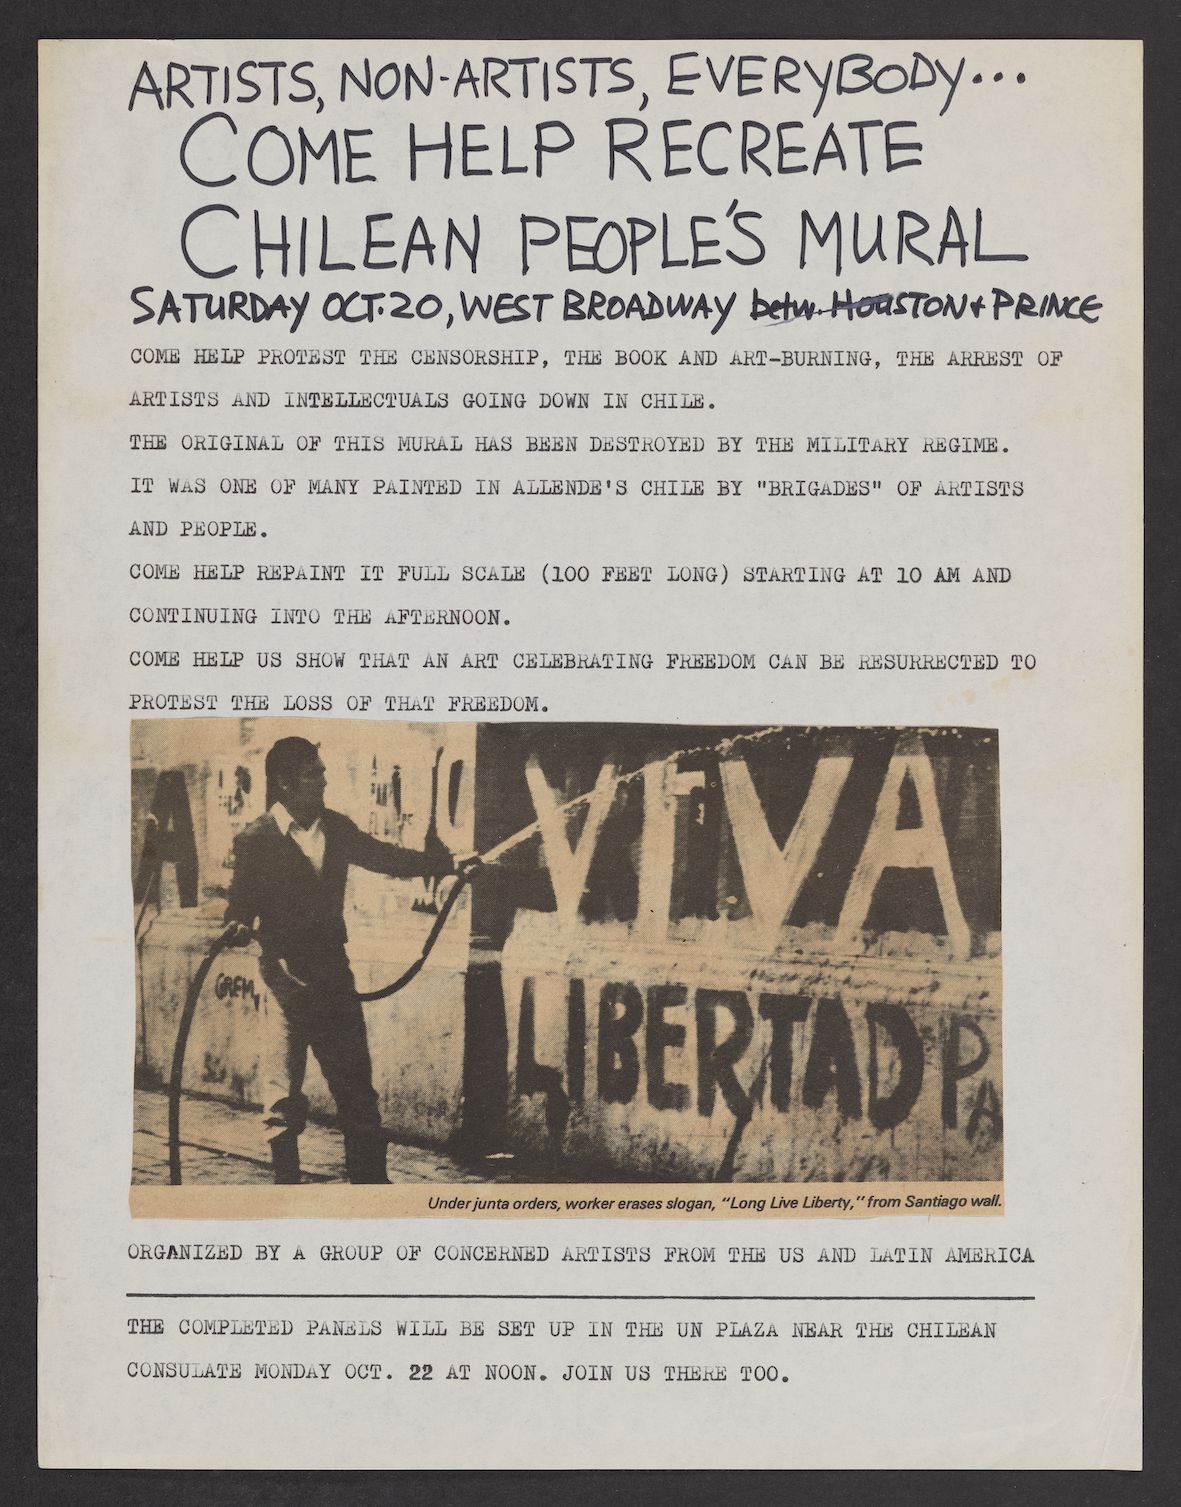 ARTISTS, NON-ARTISTS, EVERYBODY...
COME HELP RECREATE
CHILEAN PEOPLE'S MURAL
SATURDAY OCT. 20, WEST BROADWAY betw. HOUSTON & PRINCE
COME HELP PROTEST THE CENSORSHIP, THE BOOK AND ART-BURNING, THE ARREST OF
ARTISTS AND INTELLECTUALS GOING DOWN IN CHILE.
THE ORIGINAL OF THIS MURAL HAS BEEN DESTROYED BY THE MILITARY REGIME.
IT WAS ONE OF MANY PAINTED IN ALLENDE'S CHILE BY "BRIGADES" OF ARTISTS
AND PEOPLE.
COME HELP REPAINT IT FULL SCALE (100 FEET LONG) STARTING AT 10 AM AND
CONTINUING INTO THE AFTERNOON.
COME HELP US SHOW THAT AN ART CELEBRATING FREEDOM CAN BE RESURRECTED TO
PROTEST THE LOSS OF THAT FREEDOM.
A
VIVA
LIBERTAD PA
Under junta orders, worker erases slogan, "Long Live Liberty," from Santiago wall.
ORGANIZED BY A GROUP OF CONCERNED ARTISTS FROM THE US AND LATIN AMERICA
THE COMPLETED PANELS WILL BE SET UP IN THE UN PLAZA NEAR THE CHILEAN
CONSULATE MONDAY OCT. 22 AT NOON. JOIN US THERE TOO.